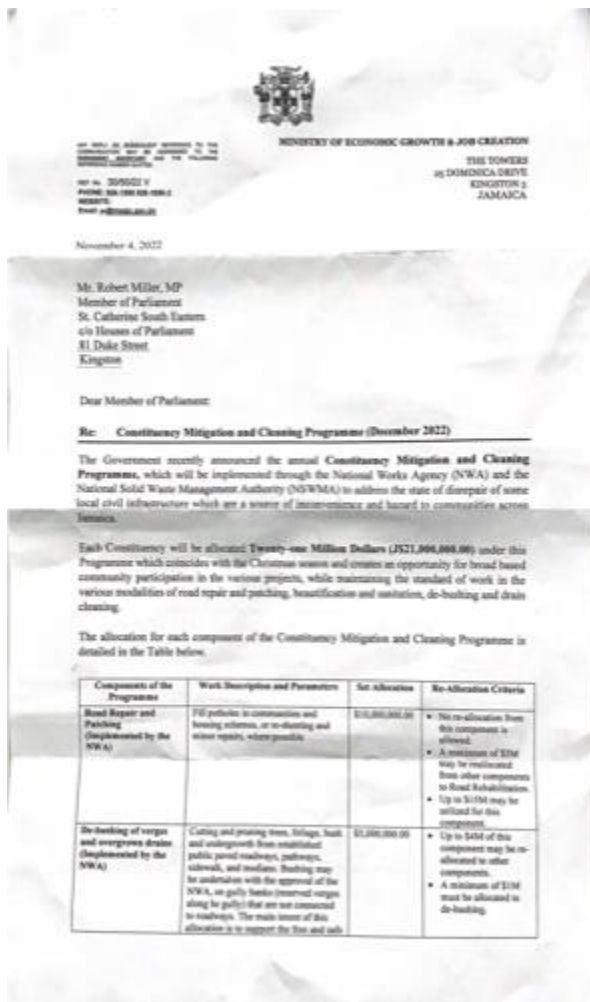 MINISTRY OF ECONOMIC GROWTH & JOB CREATION
THE TOWERS
25 DOMINICA DRIVE
KINGSTON 5
JAMAICA
November 4, 2022
Mr. Robert Miller, MP
Member of Parliament
St. Catherine South Eastern
c/o Houses of Parliament
81 Duke Street
Kingston
Dear Member of Parliament:
Re: Constituency Mitigation and Cleaning Programme (December 2022)
The Government recently announced the annual Constituency Mitigation and Cleaning
Programme, which will be implemented through the National Works Agency (NWA) and the
National Solid Waste Management Authority (NSWMA) to address the state of disrepair of some
local civil infrastructure which are a source of inconvenience and hazard to communities across
Jamaica.
Each Constituency will be allocated Twenty-one Million Dollars (J$21,000,000.00) under this
Programme which coincides with the Christmas season and creates an opportunity for broad based
community participation in the various projects, while maintaining the standard of work in the
various modalities of road repair and patching, beautification and sanitation, de-bushing and drain
cleaning.
The allocation for each component of the Constituency Mitigation and Cleaning Programme is
detailed in the Table below.
Components of the
Programme
Work Description and Parameters
Set Allocation
Re-Allocation Criteria
Road Repair and
Patching
(Implemented by the
NWA)
Fill potholes in communities and
housing schemes, or re-sheeting and
minor repairs, where possible.
$10,000,000.00
• No re-allocation from
this component is
allowed.
• A maximum of
may be reallocated
from other components
to Road Rehabilitation.
• Up to $15M may be
utilized for this
component.
De-bushing of verges
and overgrown drains
(Implemented by the
NWA)
Cutting and pruning trees, foliage, bush
and undergrowth from established
public paved roadways, pathways,
sidewalk, and medians. Bushing may
be undertaken with the approval of the
NWA, on gully banks (reserved verges
along he gully) that are not connected
to roadways. The main intent of this
allocation is to support the free and safe
$5,000,000.00
• Up to $4M of this
component may be re-
allocated to other
components.
• A minimum of $1M
must be allocated to
de-bushing.